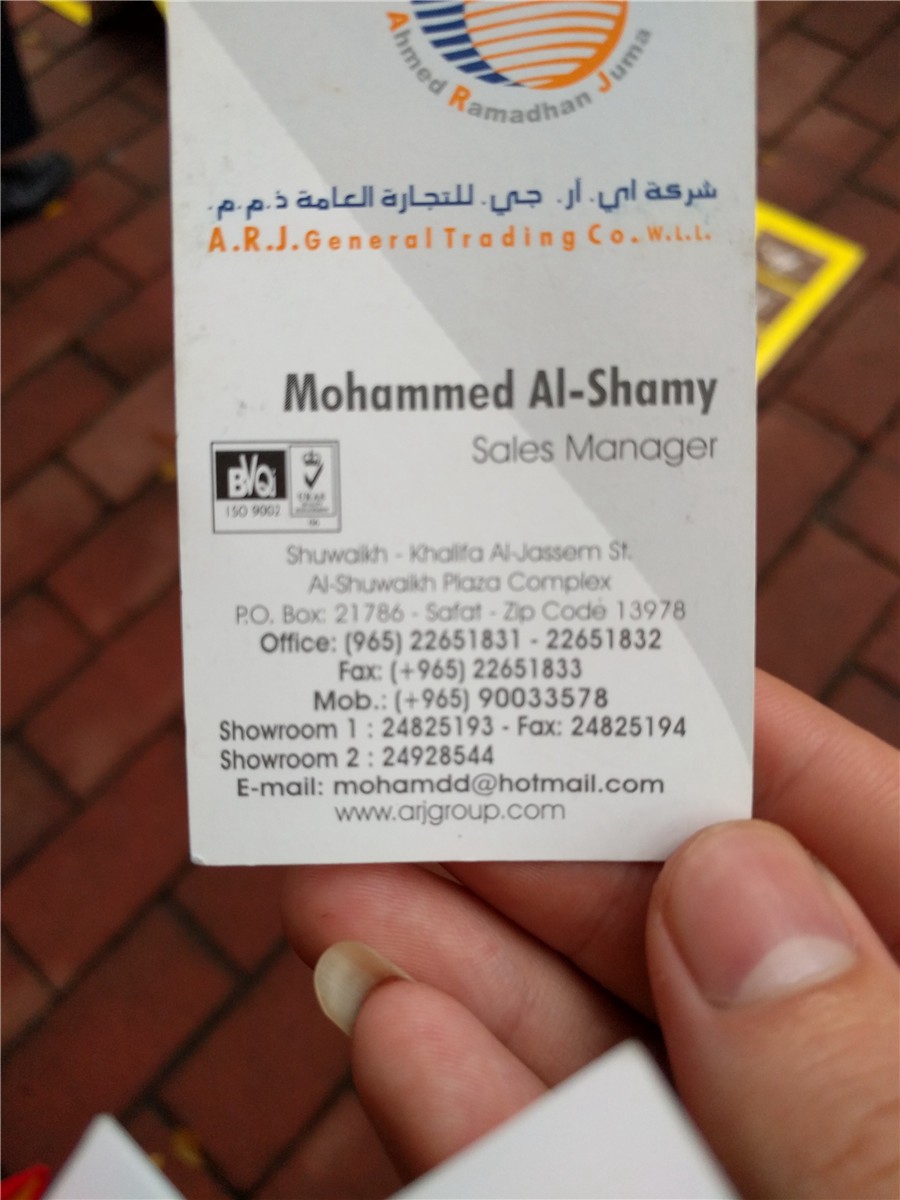 Ahmed Ramadhan Juma
شركة اي. آر. جي. للتجارة العامة ذ.م.م.
A.R.J. General Trading Co. W.L.L.
Mohammed Al-Shamy
Sales Manager
BVQi
ISO 9002
UKAS
Shuwaikh - Khalifa Al-Jassem St.
Al-Shuwaikh Plaza Complex
P.O. Box: 21786 - Safat - Zip Code 13978
Office: (965) 22651831 - 22651832
Fax: (+965) 22651833
Mob.: (+965) 90033578
Showroom 1 : 24825193 - Fax: 24825194
Showroom 2 : 24928544
E-mail: mohamdd@hotmail.com
www.arjgroup.com